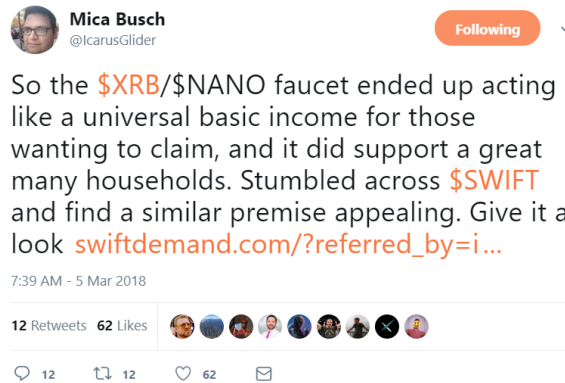 Mica Busch
@IcarusGlider
Following
So the $XRB/$NANO faucet ended up acting
like a universal basic income for those
wanting to claim, and it did support a great
many households. Stumbled across $SWIFT
and find a similar premise appealing. Give it a
look swiftdemand.com/?referred_by=i...
7:39 AM - 5 Mar 2018
12 Retweets 62 Likes
12 12 62